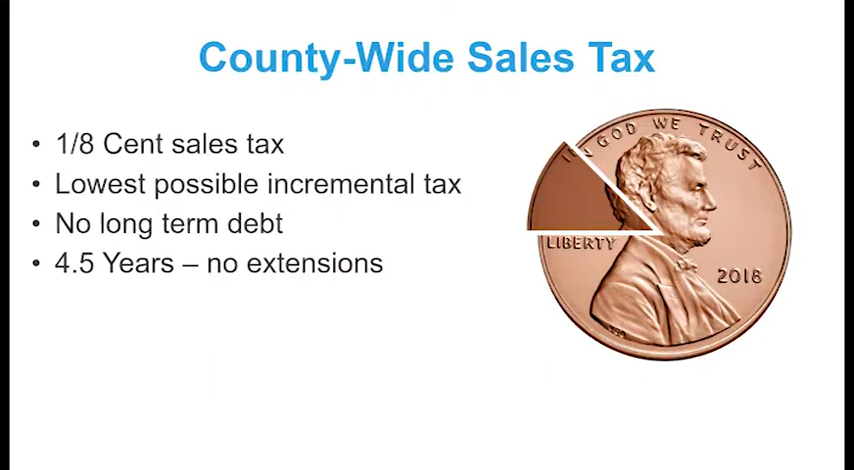 County-Wide Sales Tax
• 1/8 Cent sales tax
• Lowest possible incremental tax
• No long term debt
• 4.5 Years – no extensions
IN GOD WE TRUST
LIBERTY
2018